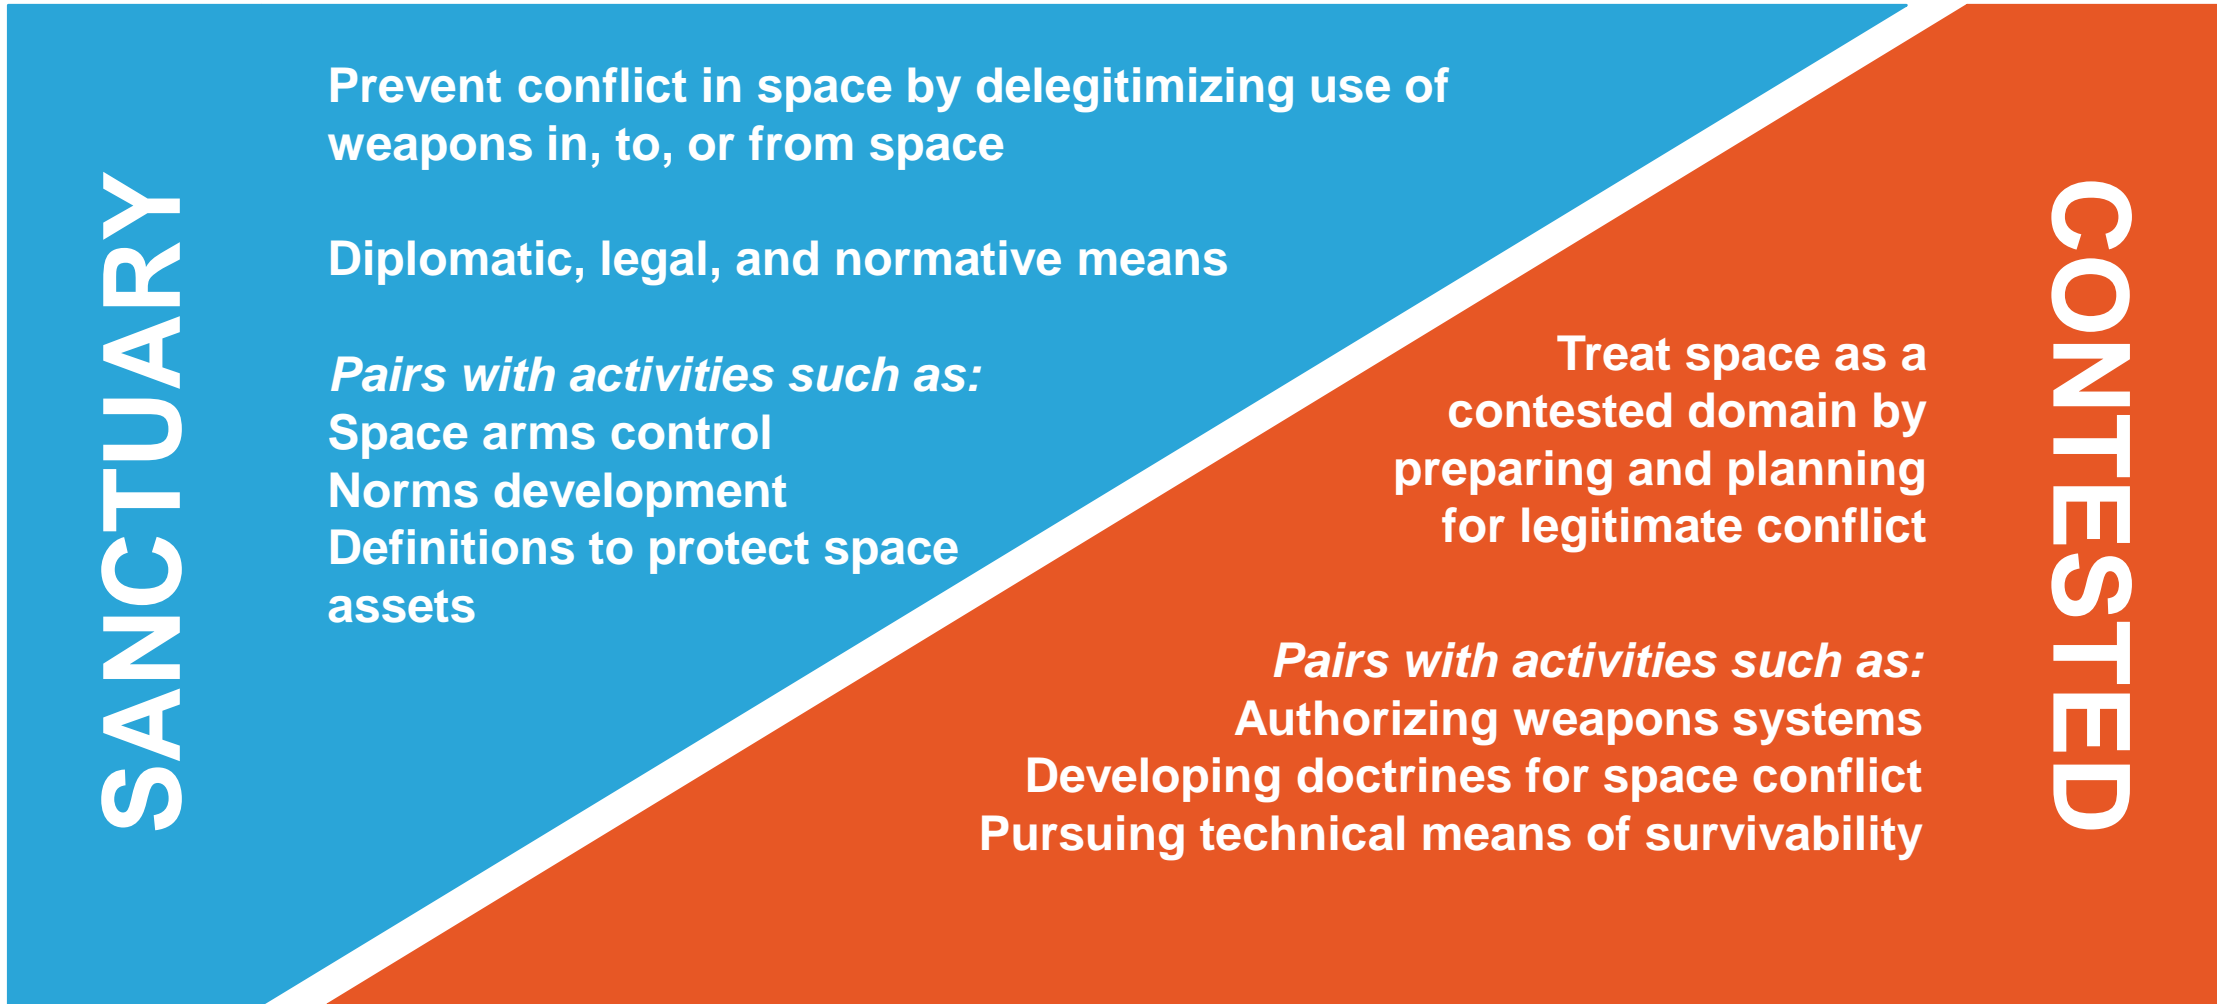 SANCTUARY
Prevent conflict in space by delegitimizing use of
weapons in, to, or from space
Diplomatic, legal, and normative means
Pairs with activities such as:
Space arms control
Norms development
Definitions to protect space
assets
CONTESTED
Treat space as a
contested domain by
preparing and planning
for legitimate conflict
Pairs with activities such as:
Authorizing weapons systems
Developing doctrines for space conflict
Pursuing technical means of survivability